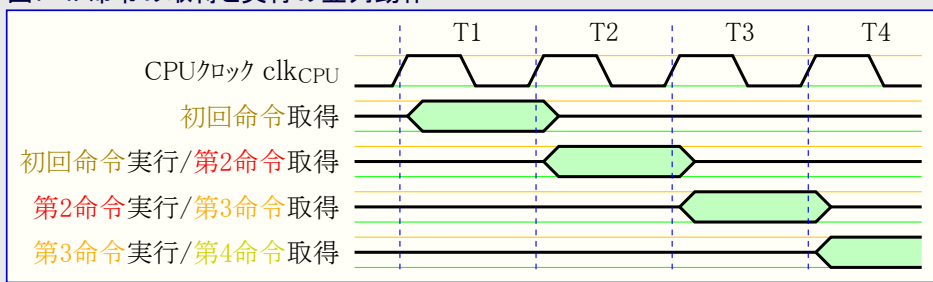 T1 T2 T3 T4
CPUクロック clkCPU
初回命令取得
初回命令実行/第2命令取得
第2命令実行/第3命令取得
第3命令実行/第4命令取得